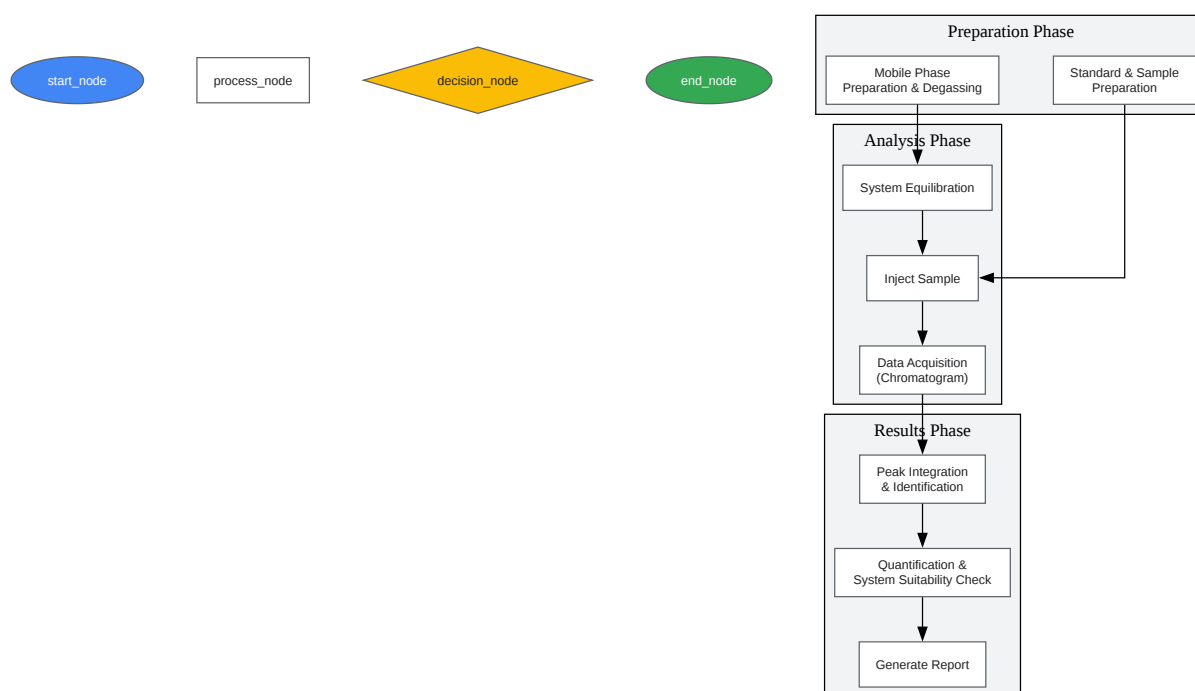 start_node
process_node
decision_node
end_node
Preparation Phase
Mobile Phase
Preparation & Degassing
Standard & Sample
Preparation
Analysis Phase
System Equilibration
Inject Sample
Data Acquisition
(Chromatogram)
Results Phase
Peak Integration
& Identification
Quantification &
System Suitability Check
Generate Report